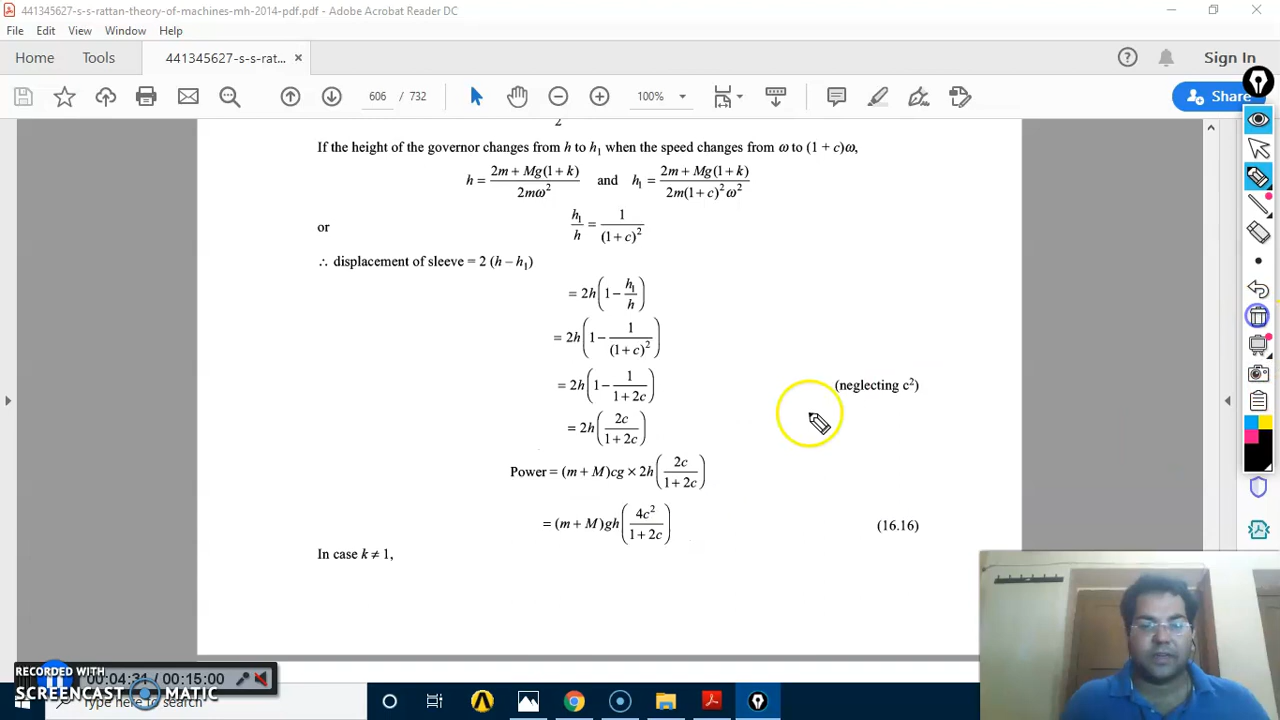 441345627-s-s-rattan-theory-of-machines-mh-2014-pdf.pdf - Adobe Acrobat Reader DC
File Edit View Window Help
Home Tools 441345627-s-s-rat... × Sign In
606 / 732 100% Share
2
If the height of the governor changes from h to h₁ when the speed changes from ω to (1 + c)ω,
h = (2m + Mg(1 + k))/(2mω²) and h₁ = (2m + Mg(1 + k))/(2m(1 + c)²ω²)
or h₁/h = 1/(1 + c)²
∴ displacement of sleeve = 2 (h – h₁)
= 2h(1 − h₁/h)
= 2h(1 − 1/(1 + c)²)
= 2h(1 − 1/(1 + 2c)) (neglecting c²)
= 2h(2c/(1 + 2c))
Power = (m + M)cg × 2h(2c/(1 + 2c))
= (m + M)gh(4c²/(1 + 2c)) (16.16)
In case k ≠ 1,
RECORDED WITH
SCREENCAST MATIC
00:04:31 / 00:15:00
Type here to search